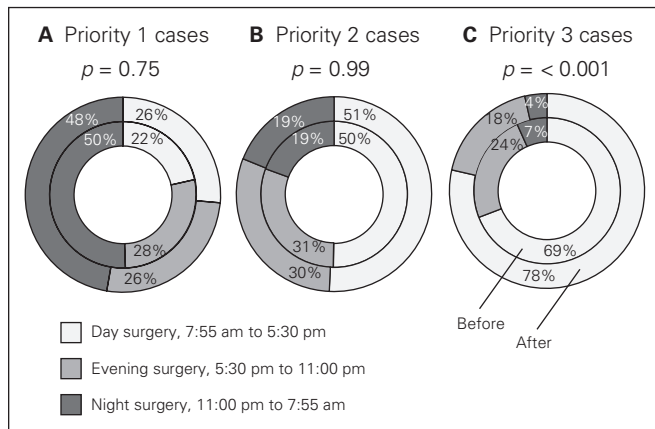 A Priority 1 cases
p = 0.75
B Priority 2 cases
p = 0.99
C Priority 3 cases
p = < 0.001
48%
26%
50%
22%
28%
26%
19%
51%
19%
50%
31%
30%
18%
4%
24%
7%
69%
78%
Before
After
Day surgery, 7:55 am to 5:30 pm
Evening surgery, 5:30 pm to 11:00 pm
Night surgery, 11:00 pm to 7:55 am